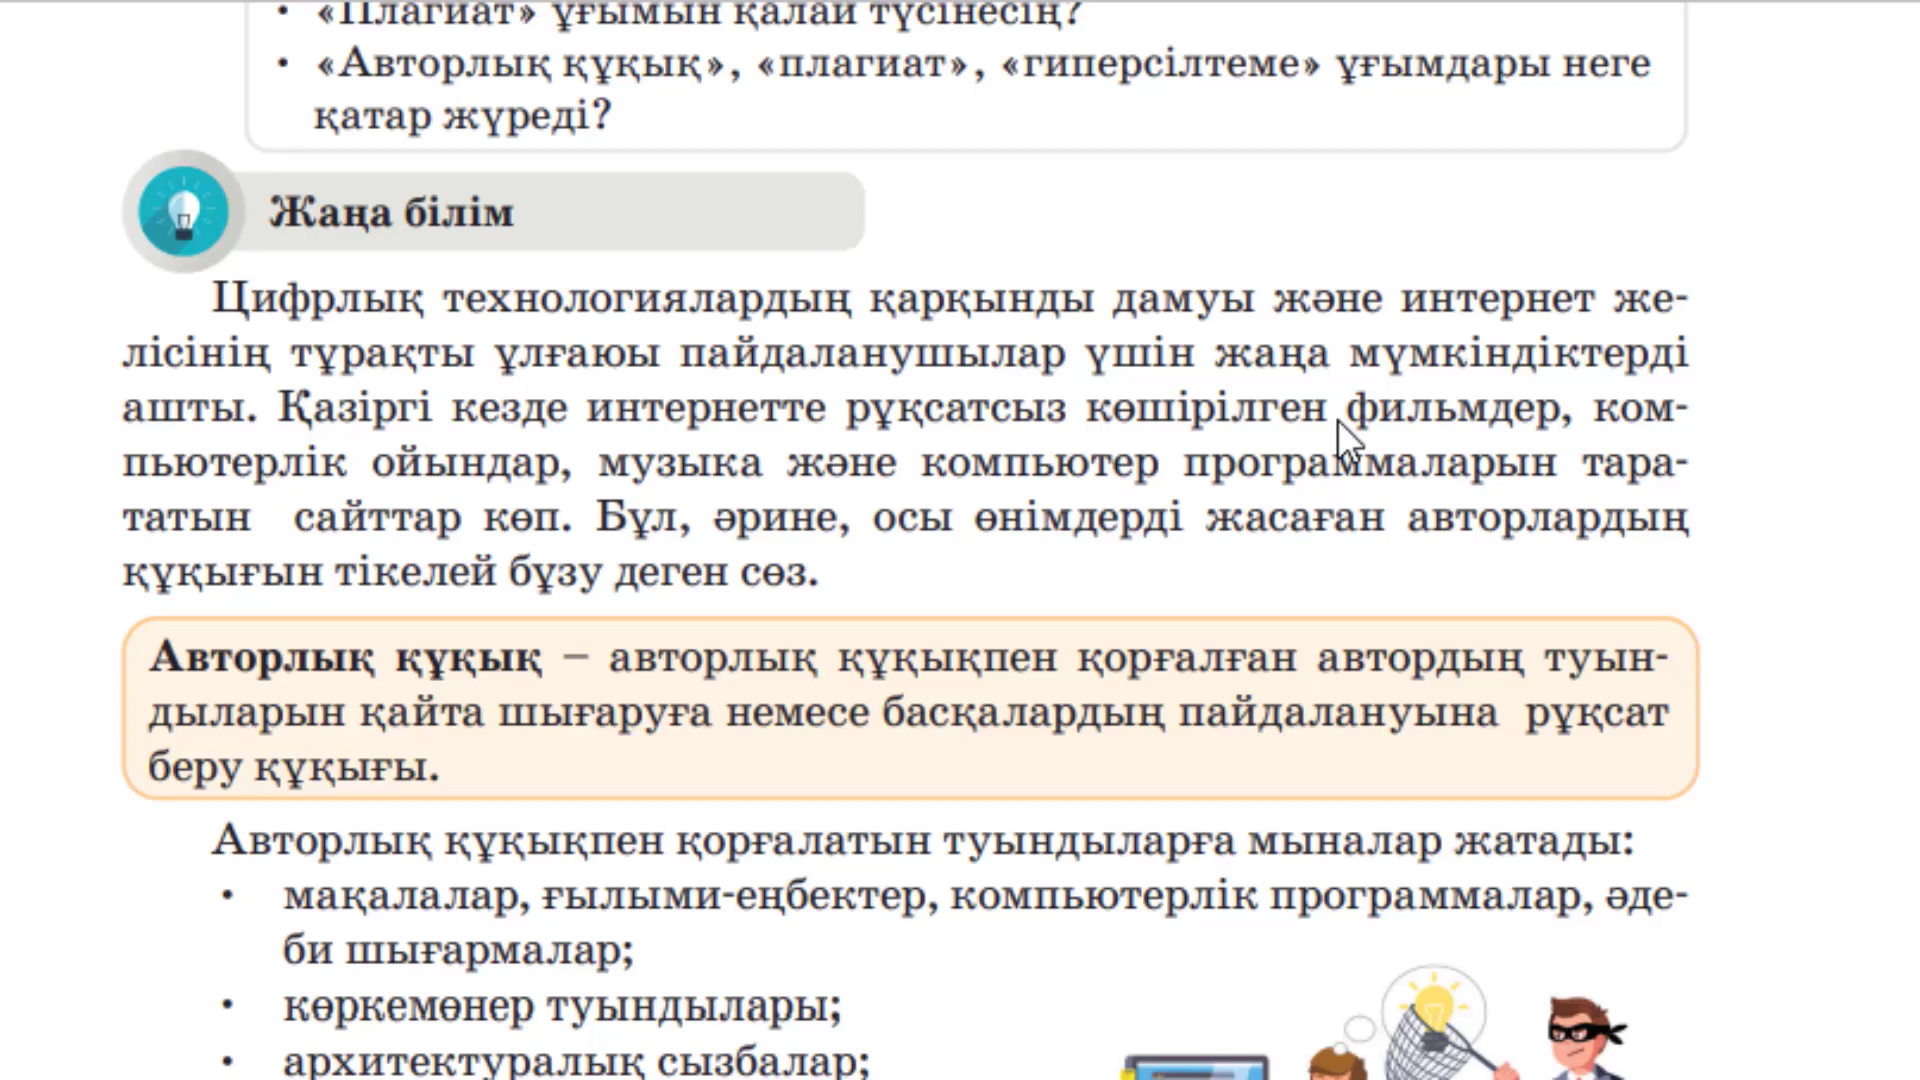 • «Плагиат» ұғымын қалай түсінесің?
• «Авторлық құқық», «плагиат», «гиперсілтеме» ұғымдары неге
қатар жүреді?
Жаңа білім
Цифрлық технологиялардың қарқынды дамуы және интернет же-
лісінің тұрақты ұлғаюы пайдаланушылар үшін жаңа мүмкіндіктерді
ашты. Қазіргі кезде интернетте рұқсатсыз көшірілген фильмдер, ком-
пьютерлік ойындар, музыка және компьютер программаларын тара-
татын сайттар көп. Бұл, әрине, осы өнімдерді жасаған авторлардың
құқығын тікелей бұзу деген сөз.
Авторлық құқық – авторлық құқықпен қорғалған автордың туын-
дыларын қайта шығаруға немесе басқалардың пайдалануына рұқсат
беру құқығы.
Авторлық құқықпен қорғалатын туындыларға мыналар жатады:
• мақалалар, ғылыми-еңбектер, компьютерлік программалар, әде-
би шығармалар;
• көркемөнер туындылары;
• архитектуралық сызбалар;